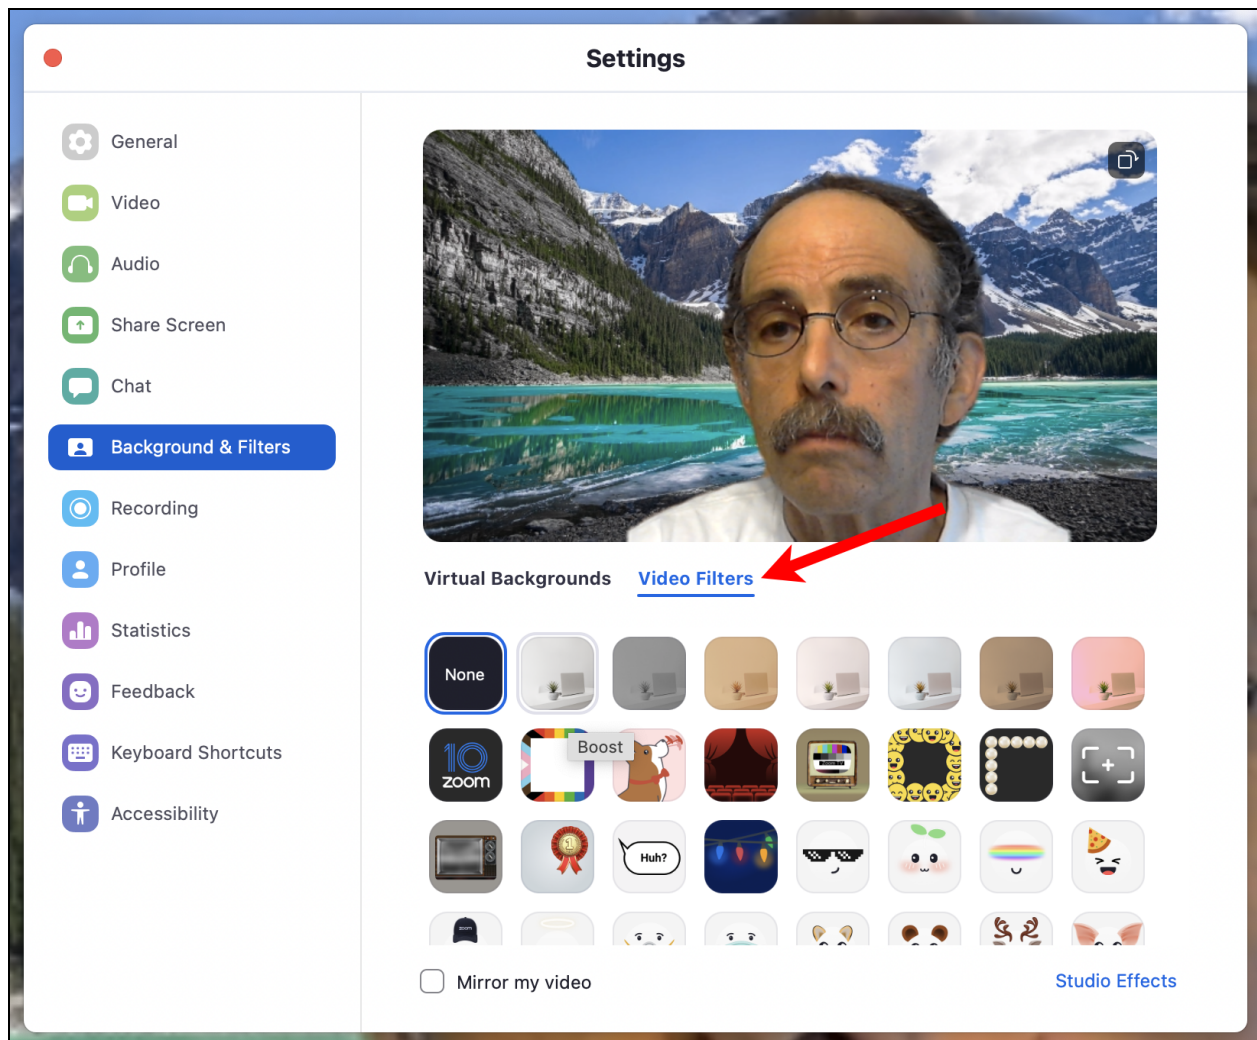 Settings
General
Video
Audio
Share Screen
Chat
Background & Filters
Recording
Profile
Statistics
Feedback
Keyboard Shortcuts
Accessibility
Virtual Backgrounds
Video Filters
None
10
zoom
Boost
Huh?
Mirror my video
Studio Effects